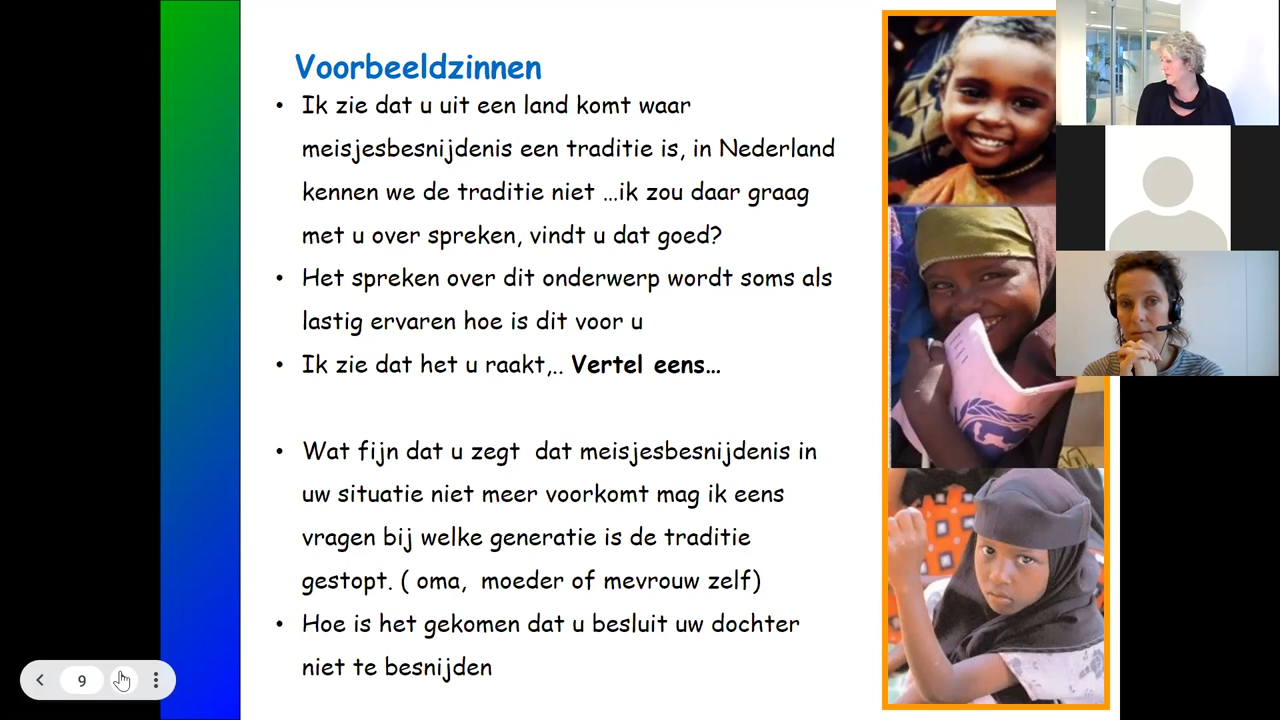 Voorbeeldzinnen
• Ik zie dat u uit een land komt waar
meisjesbesnijdenis een traditie is, in Nederland
kennen we de traditie niet …ik zou daar graag
met u over spreken, vindt u dat goed?
• Het spreken over dit onderwerp wordt soms als
lastig ervaren hoe is dit voor u
• Ik zie dat het u raakt,.. Vertel eens…
• Wat fijn dat u zegt  dat meisjesbesnijdenis in
uw situatie niet meer voorkomt mag ik eens
vragen bij welke generatie is de traditie
gestopt. ( oma,  moeder of mevrouw zelf)
• Hoe is het gekomen dat u besluit uw dochter
niet te besnijden
9